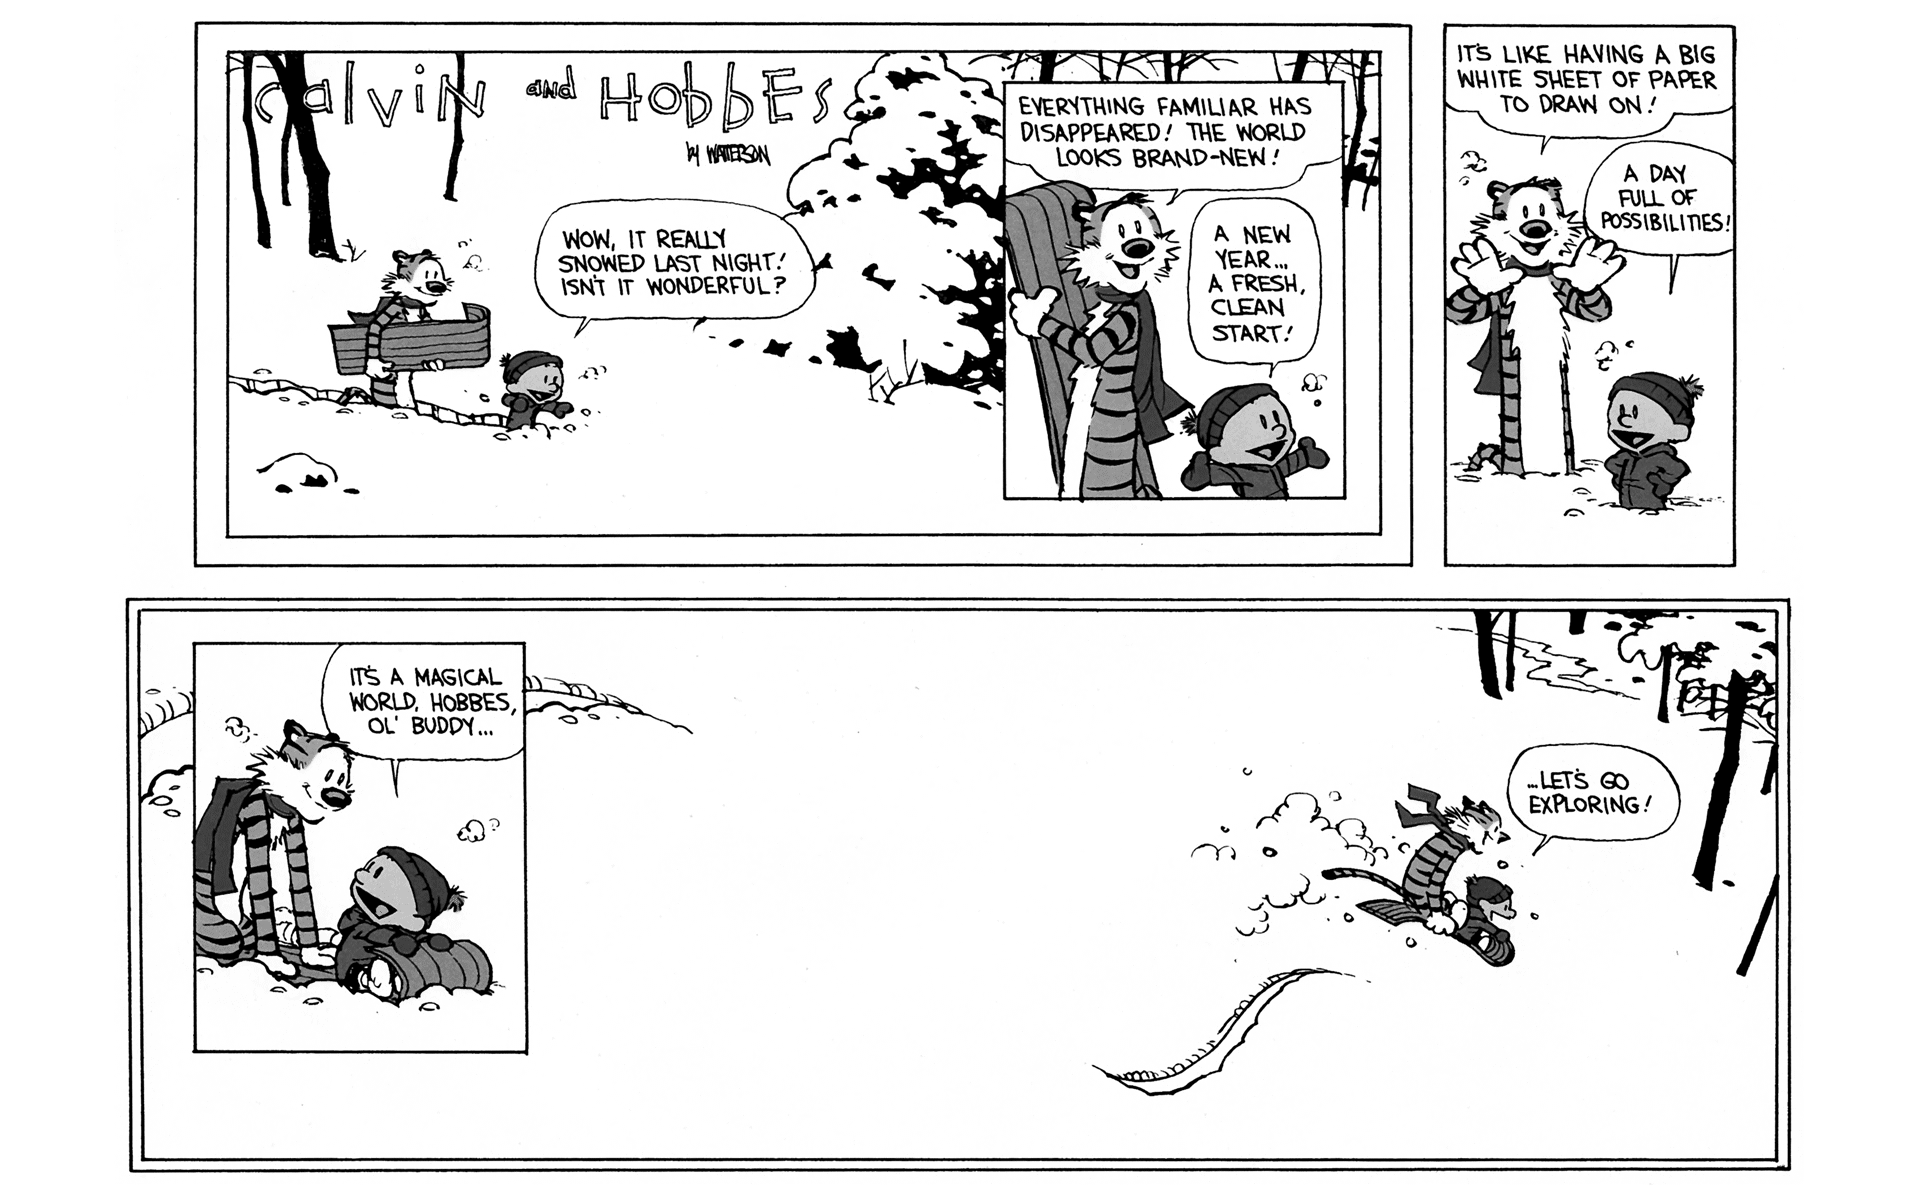 Calvin and Hobbes
by Watterson
WOW, IT REALLY
SNOWED LAST NIGHT!
ISN'T IT WONDERFUL?
EVERYTHING FAMILIAR HAS
DISAPPEARED! THE WORLD
LOOKS BRAND-NEW!
A NEW
YEAR...
A FRESH,
CLEAN
START!
IT'S LIKE HAVING A BIG
WHITE SHEET OF PAPER
TO DRAW ON!
A DAY
FULL OF
POSSIBILITIES!
IT'S A MAGICAL
WORLD, HOBBES,
OL' BUDDY...
...LET'S GO
EXPLORING!